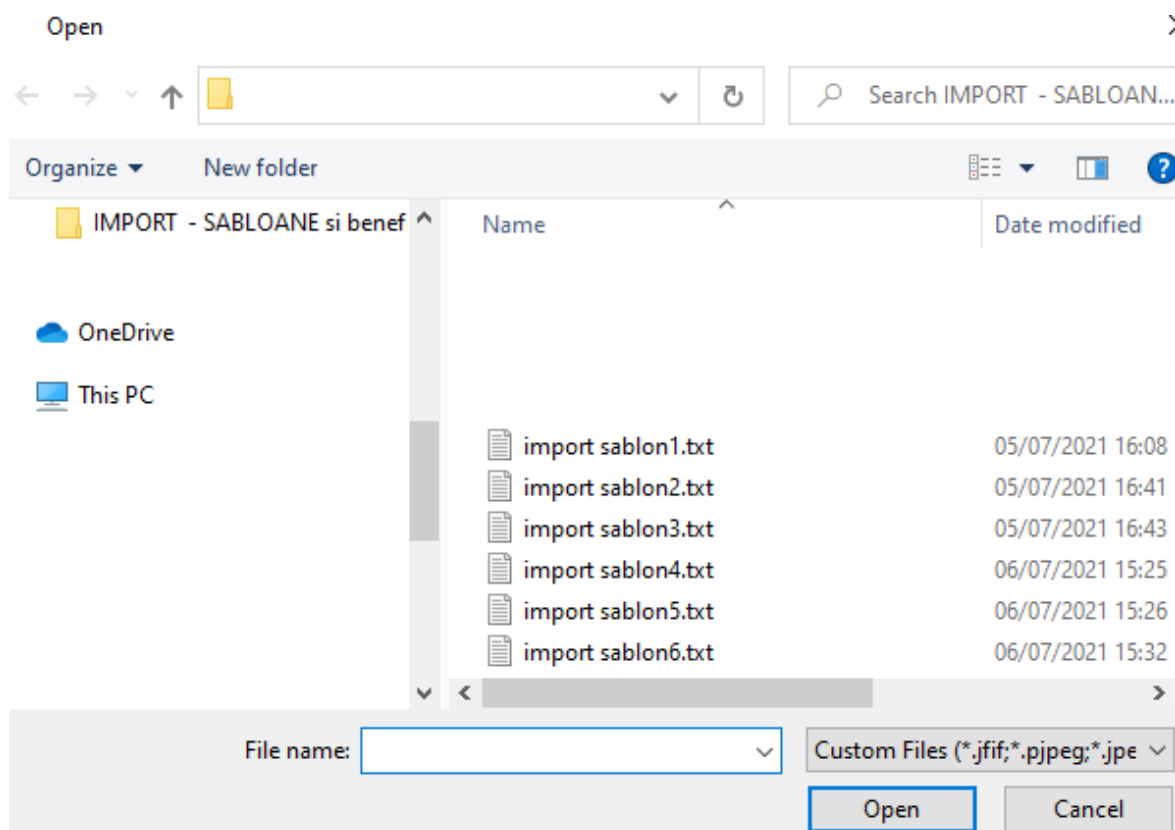 Open
Search IMPORT  - SABLOAN...
Organize New folder
IMPORT  - SABLOANE si benef
Name Date modified
OneDrive
This PC
import sablon1.txt 05/07/2021 16:08
import sablon2.txt 05/07/2021 16:41
import sablon3.txt 05/07/2021 16:43
import sablon4.txt 06/07/2021 15:25
import sablon5.txt 06/07/2021 15:26
import sablon6.txt 06/07/2021 15:32
File name: Custom Files (*.jfif;*.pjpeg;*.jpe
Open Cancel